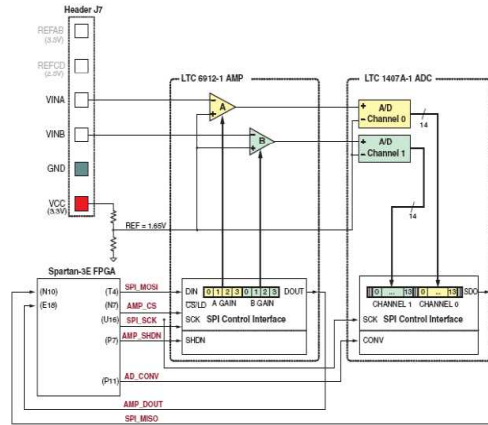 Header J7
REFAB
(3.3V)
REFCD
VINA
VINB
GND
VCC
(3.3V)
LTC 6912-1 AMP
A
B
REF = 1.65V
LTC 1407A-1 ADC
A/D
Channel 0
A/D
Channel 1
14
14
Spartan-3E FPGA
(N10)
(E18)
(T4)
(N7)
(U16)
(P7)
(P11)
SPI_MOSI
AMP_CS
SPI_SCK
AMP_SHDN
AD_CONV
AMP_DOUT
SPI_MISO
DIN
0 1 2 3 0 1 2 3
DOUT
CS/LD
A GAIN
B GAIN
SCK
SPI Control Interface
SHDN
0 ... 13 0 ... 13
SDO
CHANNEL 1
CHANNEL 0
SCK
SPI Control Interface
CONV